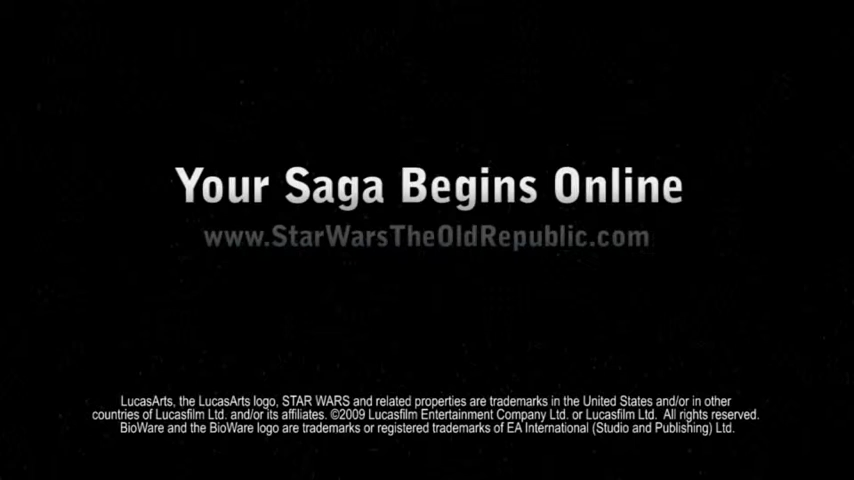 Your Saga Begins Online
www.StarWarsTheOldRepublic.com
LucasArts, the LucasArts logo, STAR WARS and related properties are trademarks in the United States and/or in other
countries of Lucasfilm Ltd. and/or its affiliates. ©2009 Lucasfilm Entertainment Company Ltd. or Lucasfilm Ltd. All rights reserved.
BioWare and the BioWare logo are trademarks or registered trademarks of EA International (Studio and Publishing) Ltd.